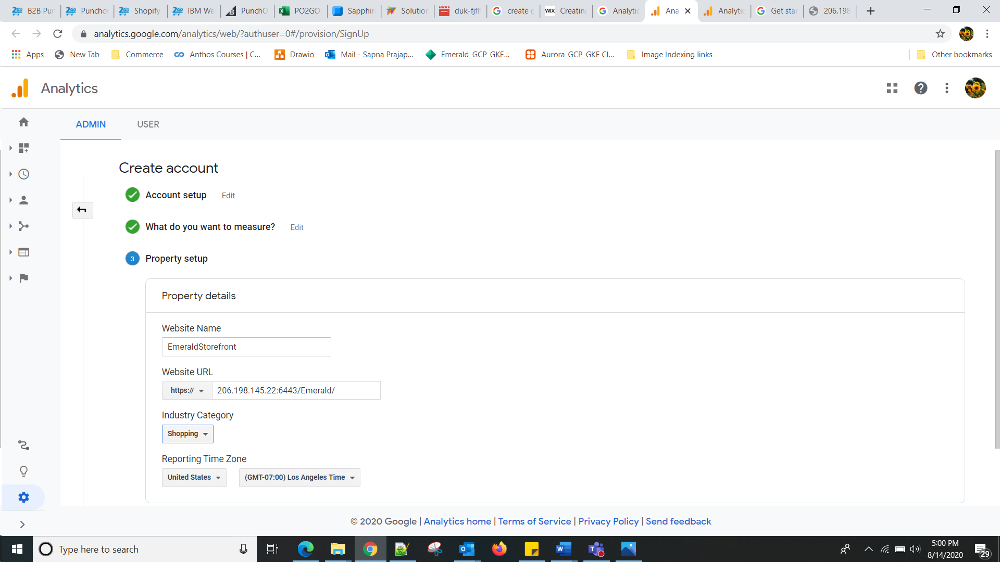 B2B Pun
Puncho
Shopify
IBM We
PunchO
PO2GO
Sapphir
Solution
duk-fjfh
create g
WIX Creating
Analytic
Ana
Analytic
Get star
206.198
analytics.google.com/analytics/web/?authuser=0#/provision/SignUp
Apps
New Tab
Commerce
Anthos Courses | C...
Drawio
Mail - Sapna Prajap...
Emerald_GCP_GKE...
Aurora_GCP_GKE Cl...
Image Indexing links
Other bookmarks
Analytics
ADMIN
USER
Create account
Account setup Edit
What do you want to measure? Edit
3 Property setup
Property details
Website Name
EmeraldStorefront
Website URL
https:// 206.198.145.22:6443/Emerald/
Industry Category
Shopping
Reporting Time Zone
United States (GMT-07:00) Los Angeles Time
© 2020 Google | Analytics home | Terms of Service | Privacy Policy | Send feedback
Type here to search
5:00 PM
8/14/2020
29